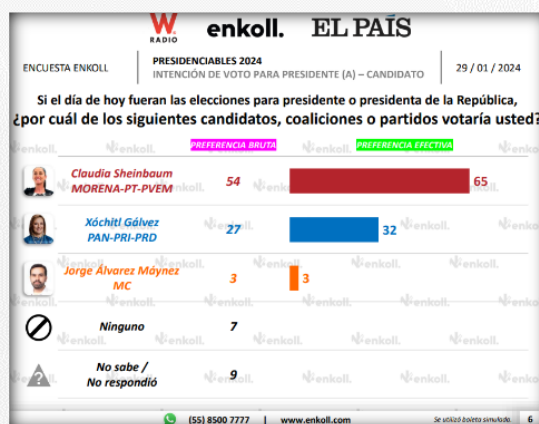 W
RADIO
enkoll.
EL PAÍS
ENCUESTA ENKOLL
PRESIDENCIABLES 2024
INTENCIÓN DE VOTO PARA PRESIDENTE (A) – CANDIDATO
29 / 01 / 2024
Si el día de hoy fueran las elecciones para presidente o presidenta de la República,
¿por cuál de los siguientes candidatos, coaliciones o partidos votaría usted?
PREFERENCIA BRUTA
PREFERENCIA EFECTIVA
Claudia Sheinbaum
MORENA-PT-PVEM
54
65
Xóchitl Gálvez
PAN-PRI-PRD
27
32
Jorge Álvarez Máynez
MC
3
3
Ninguno
7
No sabe /
No respondió
9
(55) 8500 7777 | www.enkoll.com
Se utilizó boleta simulada.
6